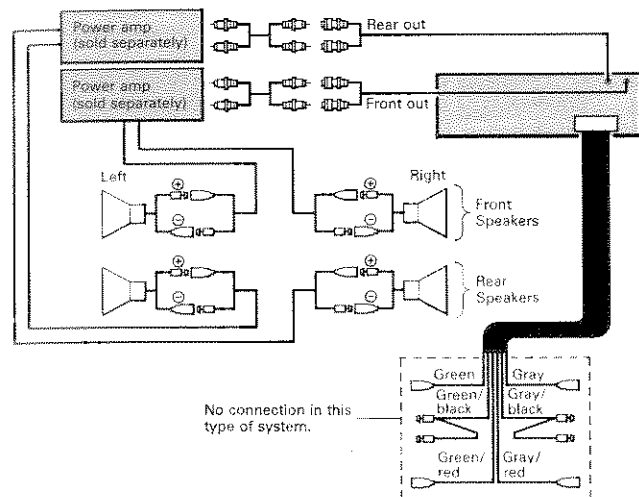 Power amp
(sold separately)
Rear out
Power amp
(sold separately)
Front out
Left
Right
⊕
⊕
⊖
⊖
Front
Speakers
⊕
⊕
⊖
⊖
Rear
Speakers
Green
Gray
Green/
black
Gray/
black
No connection in this
type of system.
Green/
red
Gray/
red